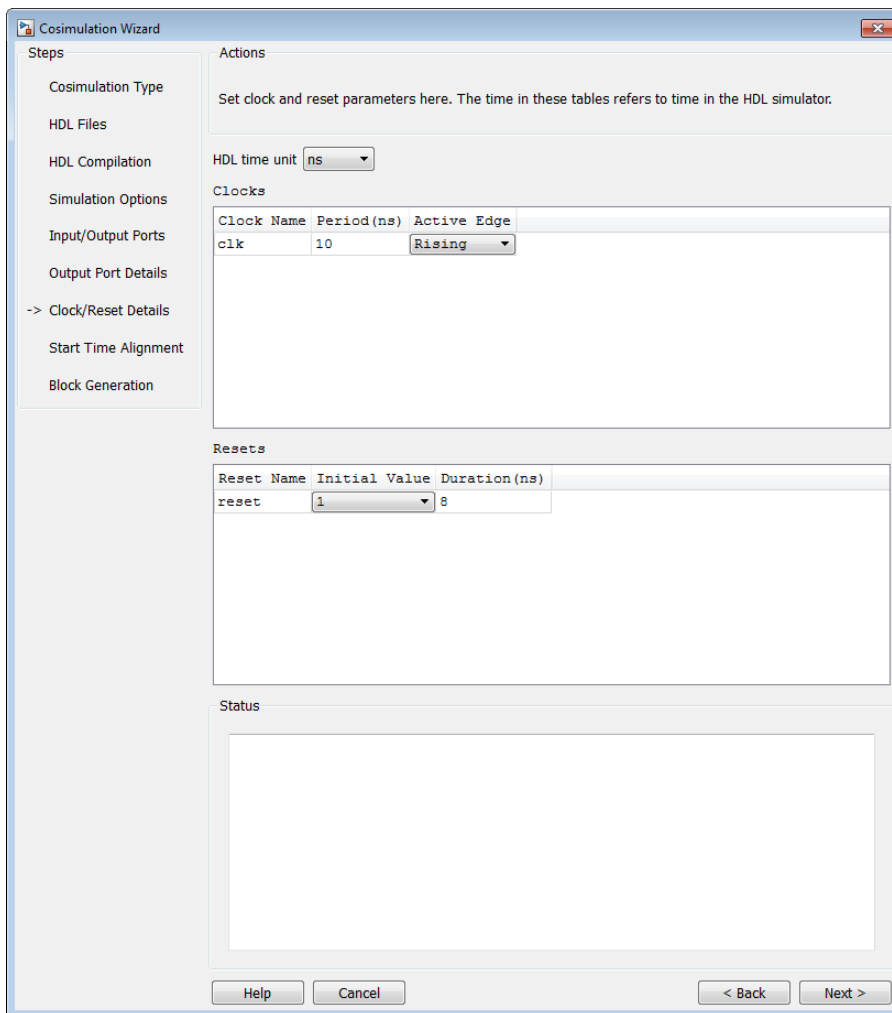 Cosimulation Wizard
Steps
Cosimulation Type
HDL Files
HDL Compilation
Simulation Options
Input/Output Ports
Output Port Details
-> Clock/Reset Details
Start Time Alignment
Block Generation
Actions
Set clock and reset parameters here. The time in these tables refers to time in the HDL simulator.
HDL time unit ns
Clocks
Clock Name Period(ns) Active Edge
clk 10 Rising
Resets
Reset Name Initial Value Duration(ns)
reset 1 8
Status
Help Cancel < Back Next >